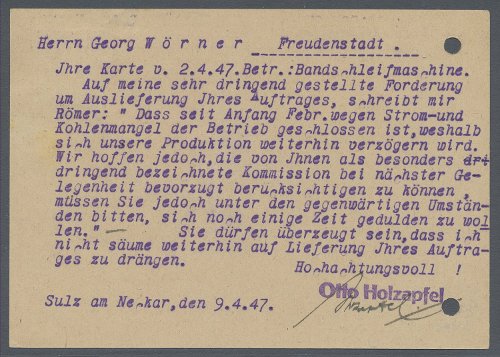 Herrn Georg Wörner Freudenstadt.
Jhre Karte v. 2.4.47.Betr.:Bandschleifmaschine.
Auf meine sehr dringend gestellte Forderung
um Auslieferung Jhres Auftrages, schreibt mir
Römer: " Dass seit Anfang Febr.wegen Strom-und
Kohlenmangel der Betrieb geschlossen ist,weshalb
sich unsere Produktion weiterhin verzögern wird.
Wir hoffen jedoch,die von Jhnen als besonders dri
dringend bezeichnete Kommission bei nächster Ge-
legenheit bevorzugt berucksichtigen zu können,
müssen Sie jedoch unter den gegenwärtigen Umstän-
den bitten, sich noch einige Zeit gedulden zu wol
len."— Sie dürfen überzeugt sein,dass ich
nicht säume weiterhin auf Lieferung Jhres Auftra-
ges zu drängen.
Hochachtungsvoll !
Otto Holzapfel
Sulz am Neckar,den 9.4.47.